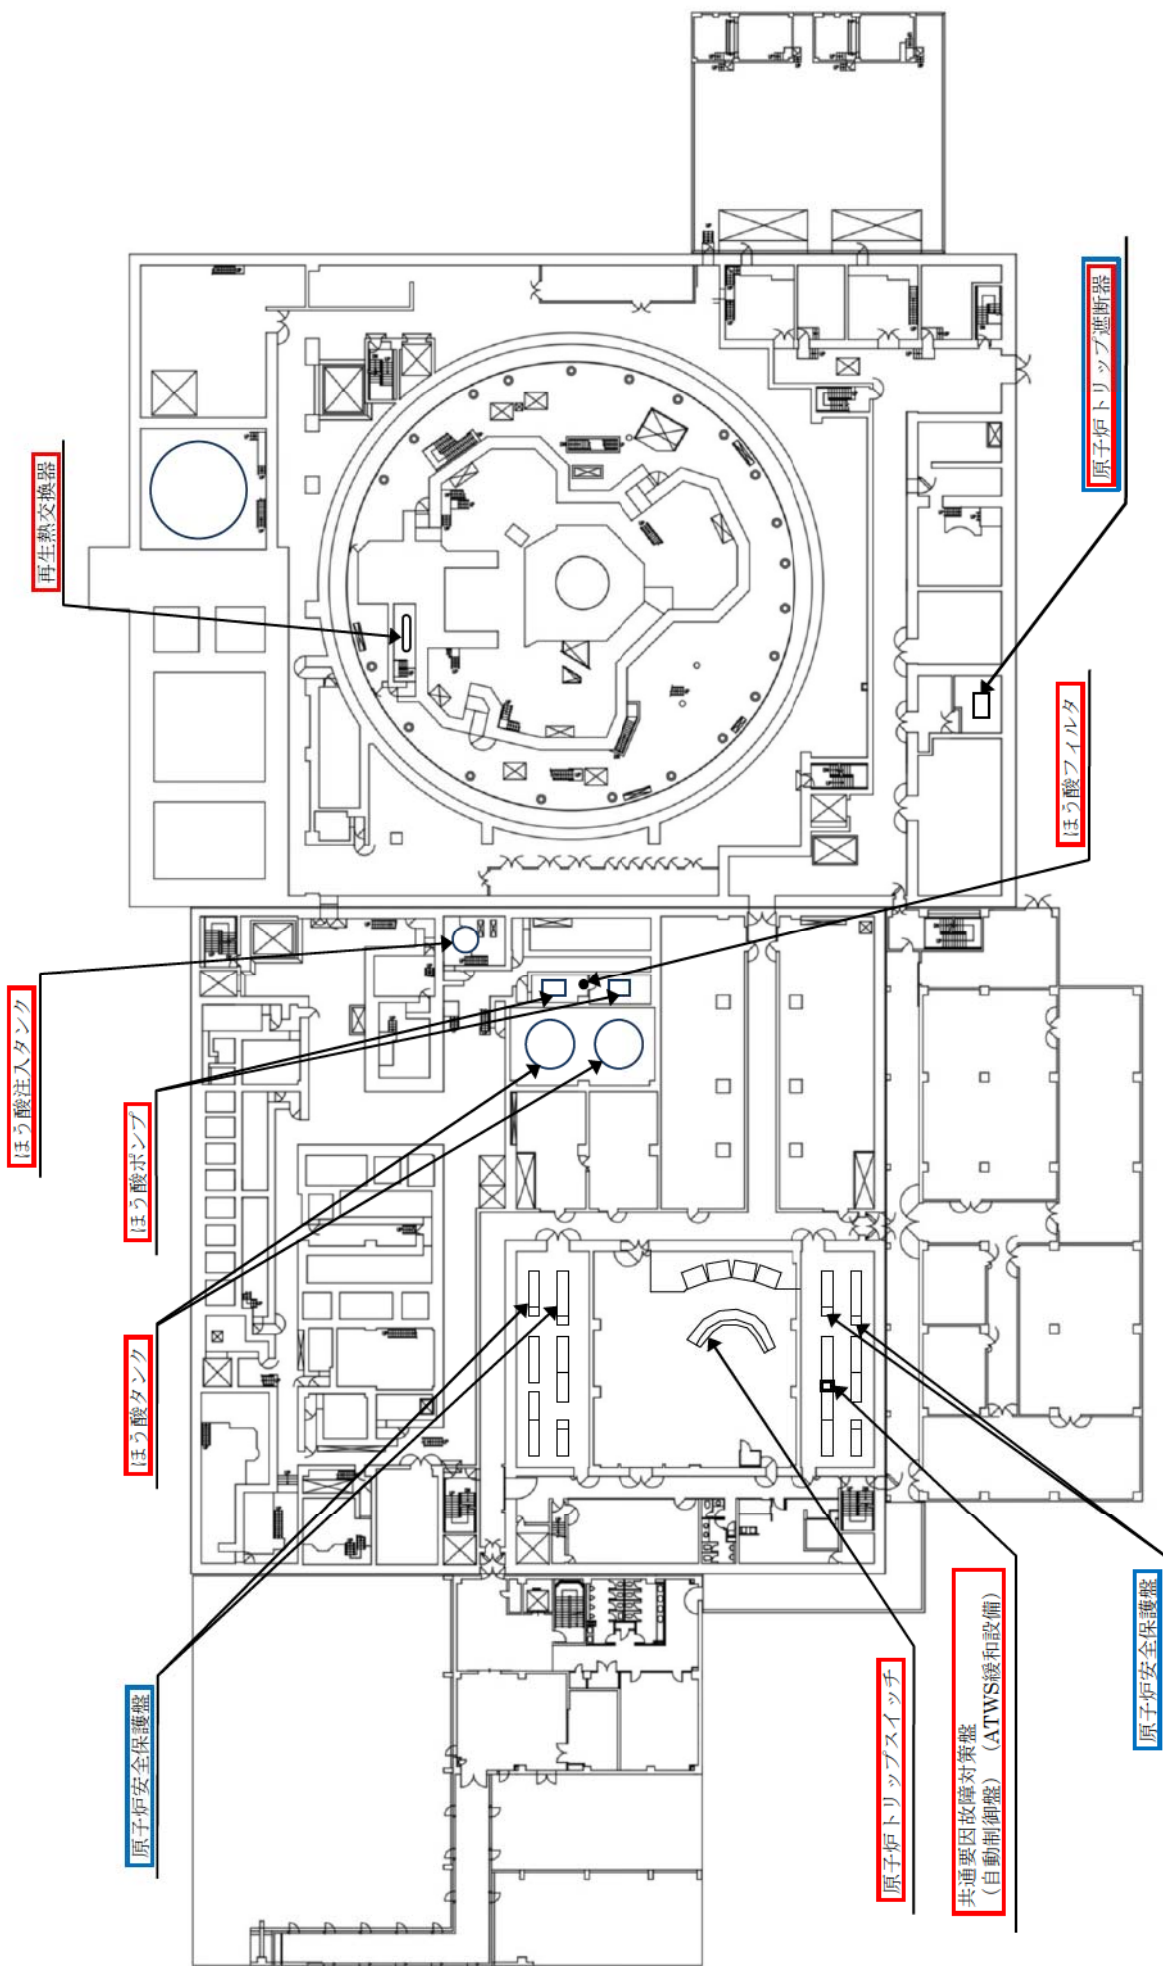 再生熱交換器
ほう酸注入タンク
ほう酸ポンプ
ほう酸タンク
原子炉安全保護盤
原子炉トリップ遮断器
ほう酸フィルタ
原子炉トリップスイッチ
共通要因故障対策盤
（自動制御盤）（ATWS緩和設備）
原子炉安全保護盤